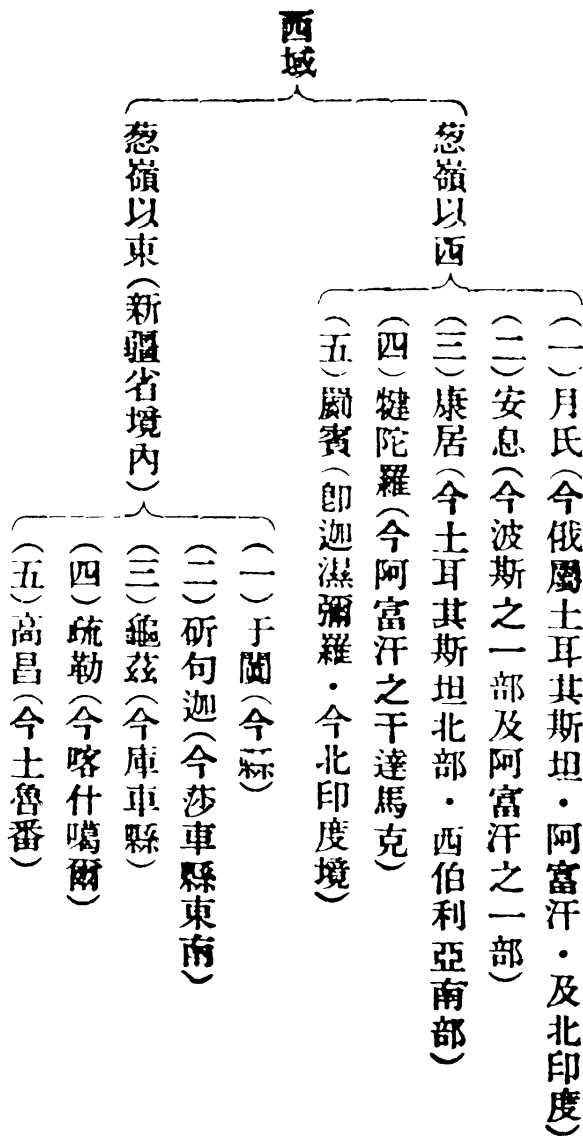 西域
葱嶺以西
(一)月氏(今俄屬土耳其斯坦・阿富汗・及北印度)
(二)安息(今波斯之一部及阿富汗之一部)
(三)康居(今土耳其斯坦北部・西伯利亞南部)
(四)犍陀羅(今阿富汗之干達馬克)
(五)罽賓(卽迦濕彌羅・今北印度境)
葱嶺以東(新疆省境內)
(一)于闐(今縣)
(二)斫句迦(今莎車縣東南)
(三)龜茲(今庫車縣)
(四)疏勒(今喀什噶爾)
(五)高昌(今土魯番)